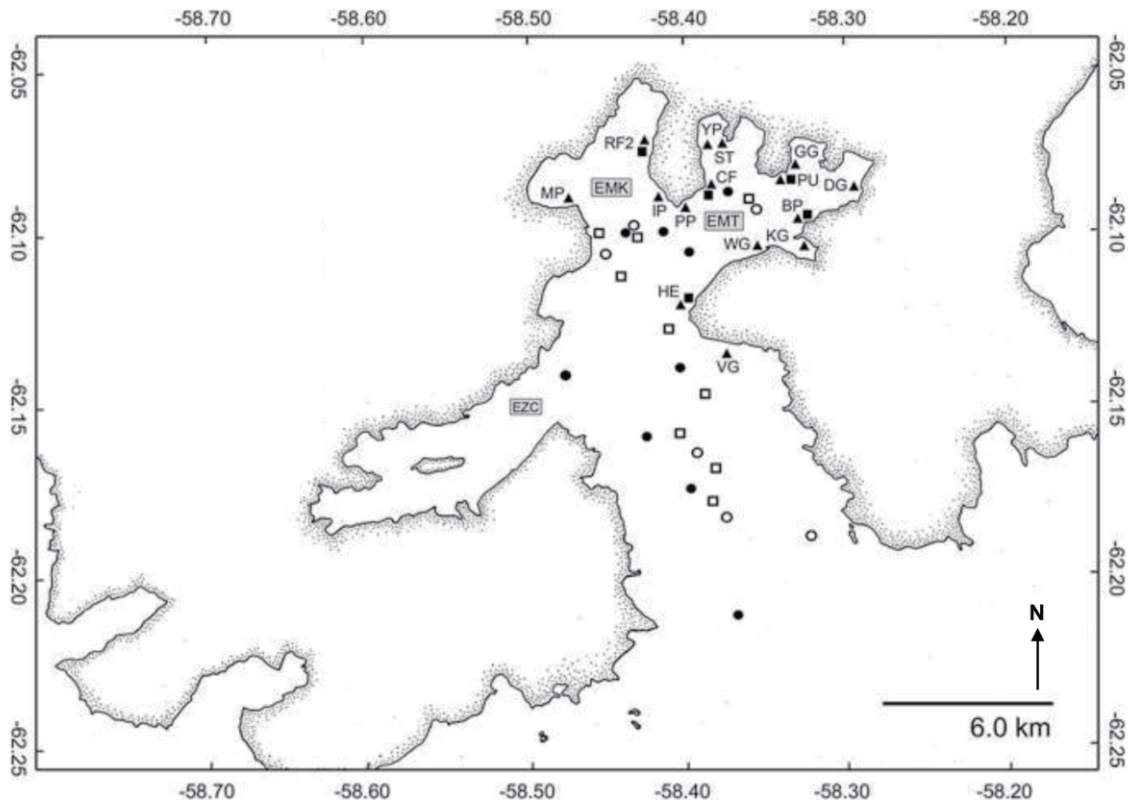 -58.70 -58.60 -58.50 -58.40 -58.30 -58.20
-62.05 -62.05
YP
RF2
ST
GG
CF
PU
DG
EMK
MP
IP
PP
EMT
BP
WG
KG
-62.10 -62.10
HE
VG
EZC
-62.15 -62.15
-62.20 -62.20
N
6.0 km
-62.25 -62.25
-58.70 -58.60 -58.50 -58.40 -58.30 -58.20